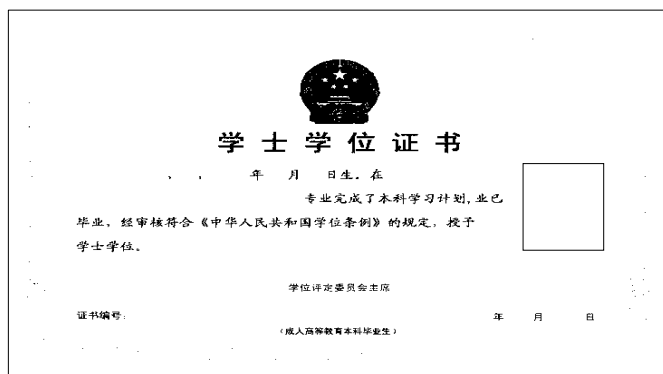 学士学位证书
， ， 年 月 日生。在
专业完成了本科学习计划，业已
毕业，经审核符合《中华人民共和国学位条例》的规定，授予
学士学位。
学位评定委员会主席
证书编号： 年 月 日
（成人高等教育本科毕业生）